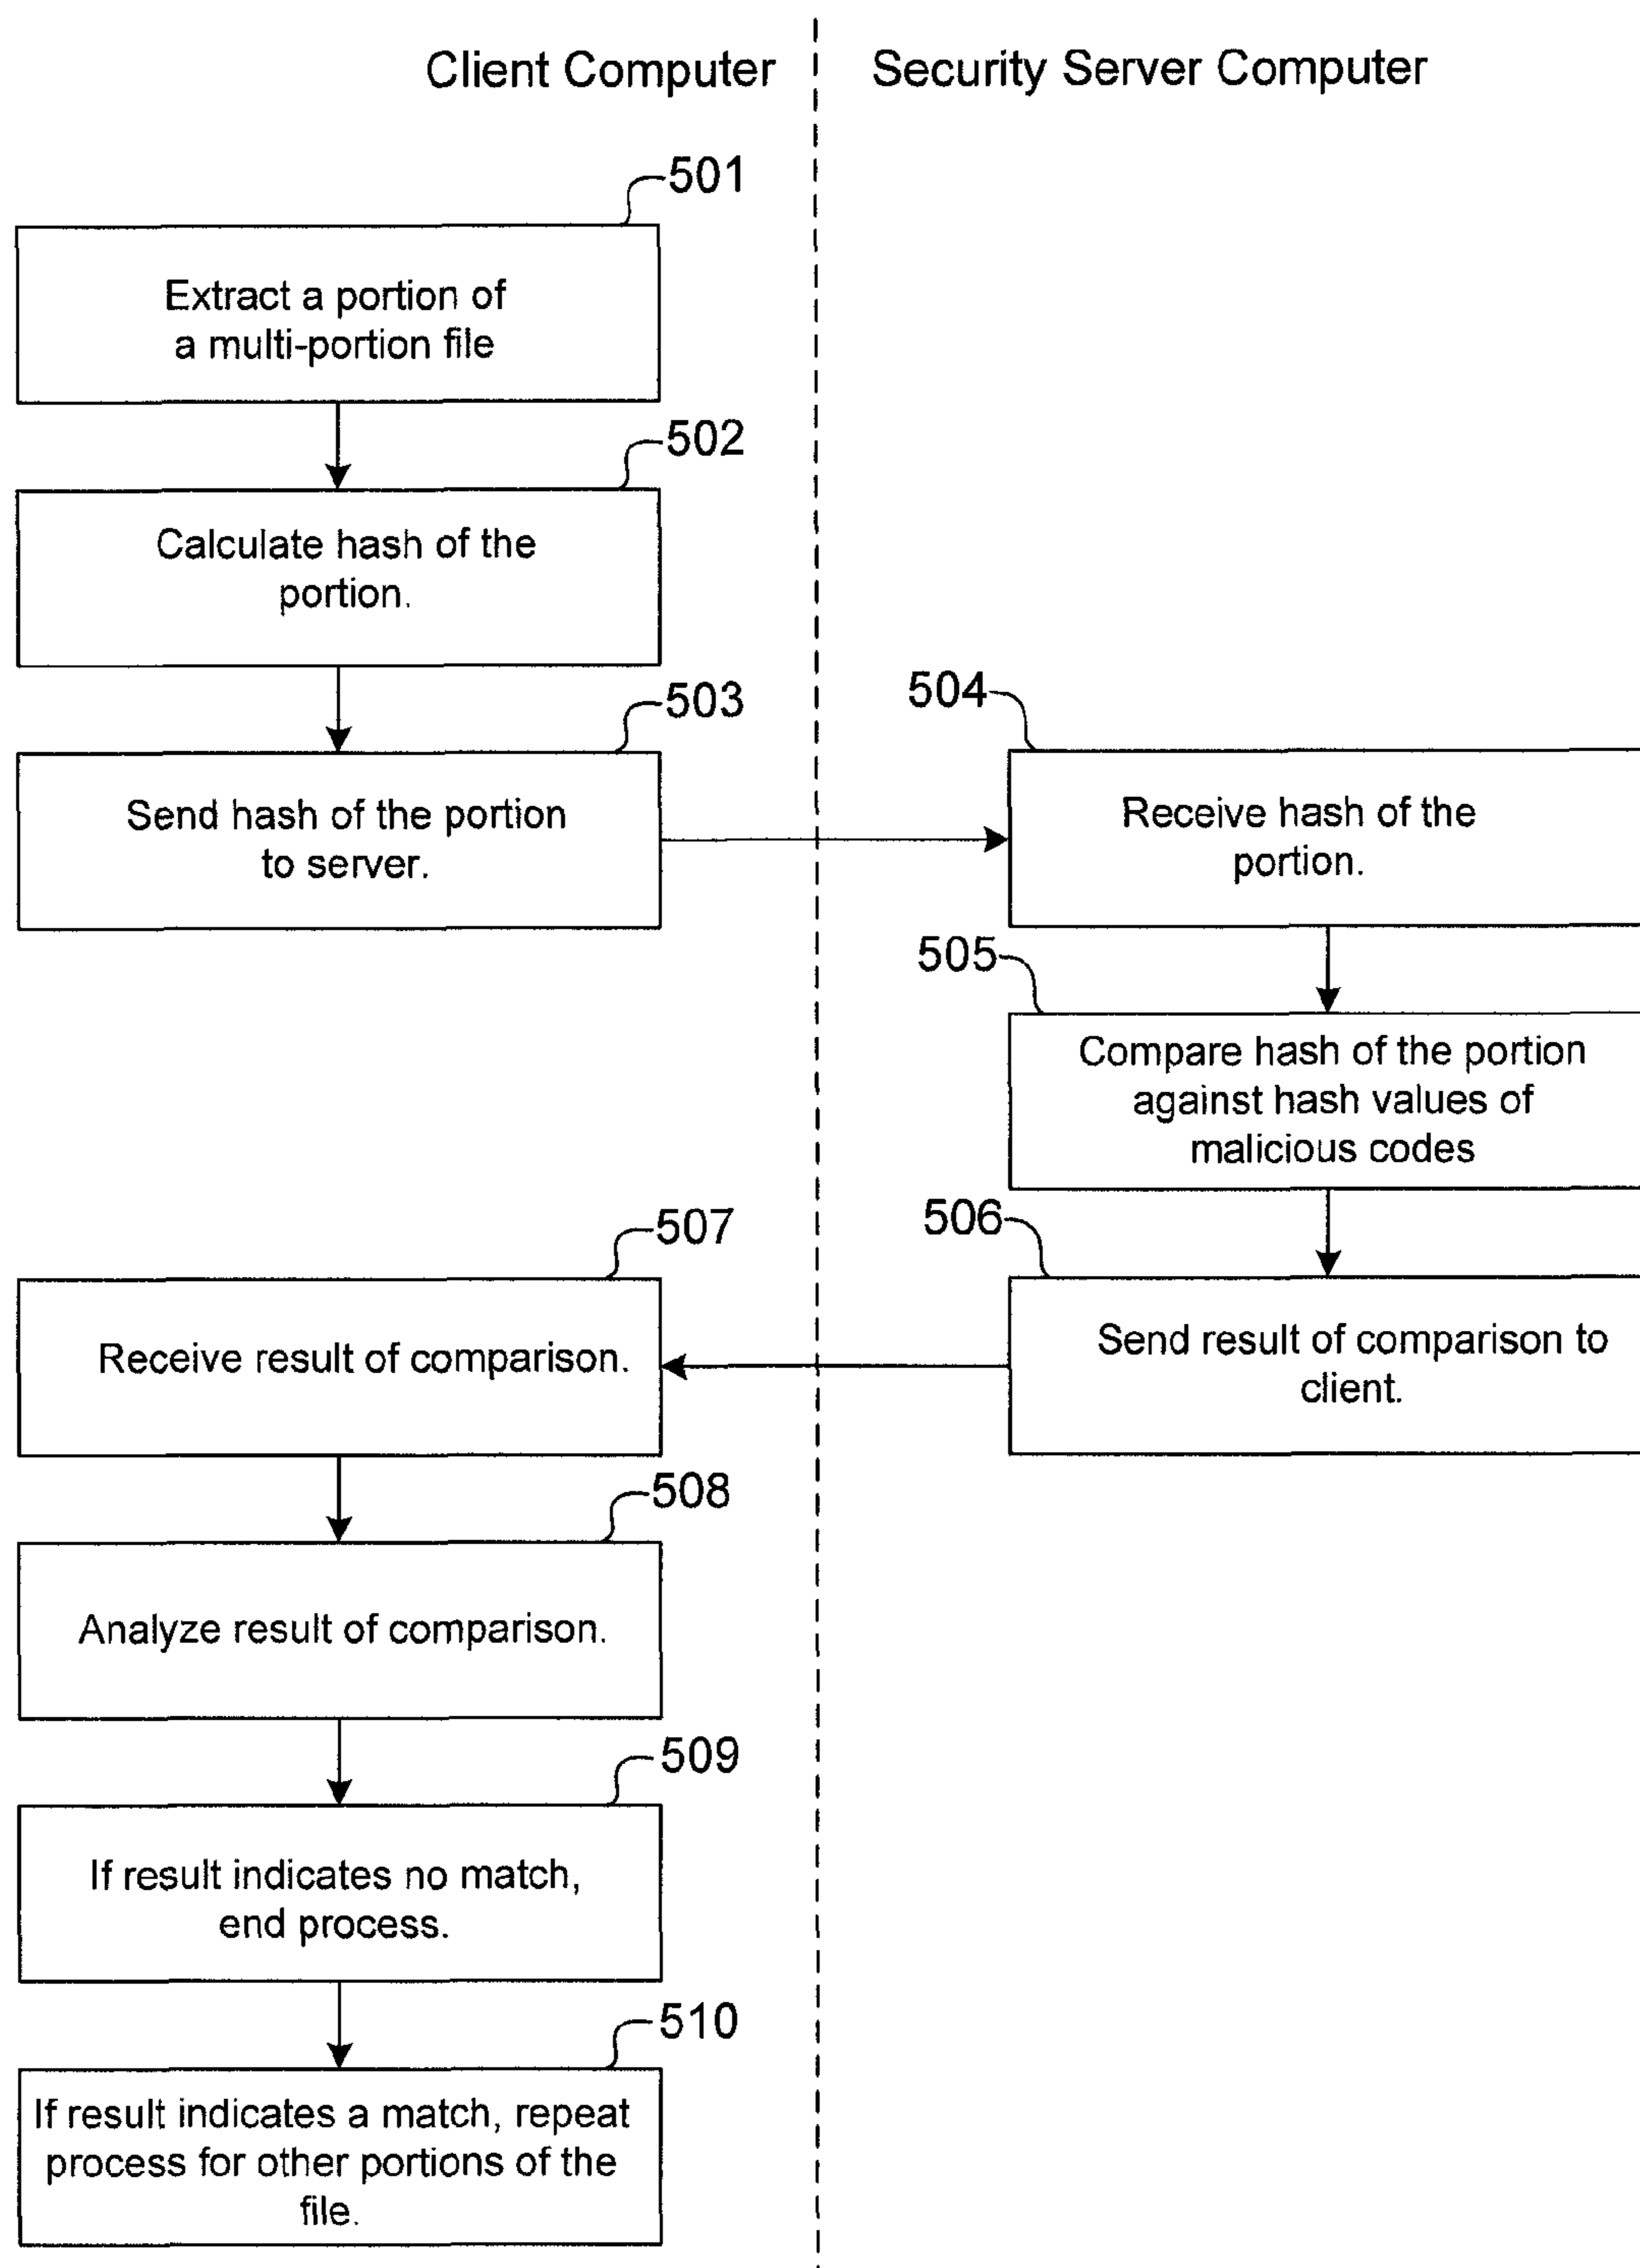 Client Computer
Security Server Computer
501
Extract a portion of
a multi-portion file
502
Calculate hash of the
portion.
503
Send hash of the portion
to server.
504
Receive hash of the
portion.
505
Compare hash of the portion
against hash values of
malicious codes
506
Send result of comparison to
client.
507
Receive result of comparison.
508
Analyze result of comparison.
509
If result indicates no match,
end process.
510
If result indicates a match, repeat
process for other portions of the
file.